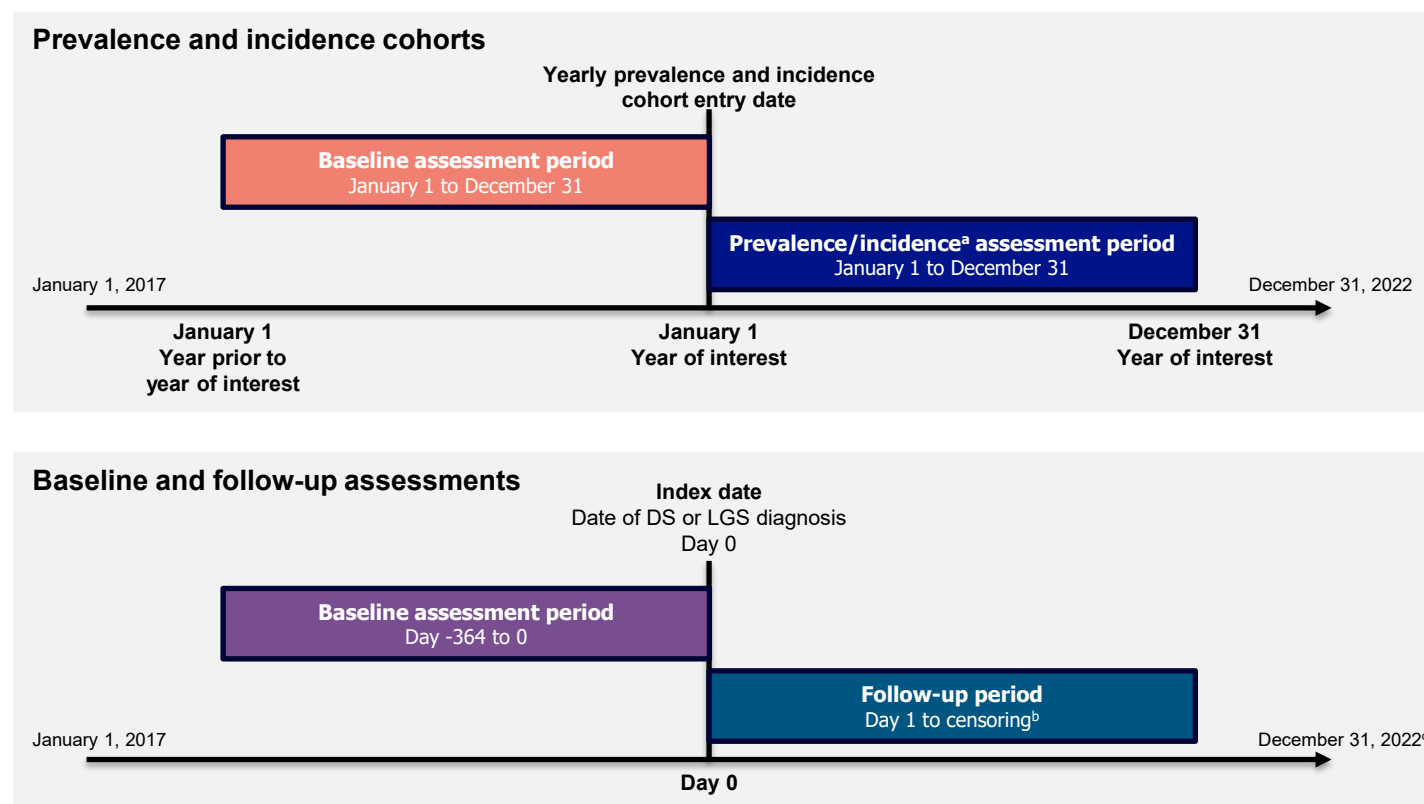 Prevalence and incidence cohorts
Yearly prevalence and incidence
cohort entry date
Baseline assessment period
January 1 to December 31
Prevalence/incidenceᵃ assessment period
January 1 to December 31
January 1, 2017
December 31, 2022
January 1
Year prior to
year of interest
January 1
Year of interest
December 31
Year of interest
Baseline and follow-up assessments
Index date
Date of DS or LGS diagnosis
Day 0
Baseline assessment period
Day -364 to 0
Follow-up period
Day 1 to censoringᵇ
January 1, 2017
December 31, 2022
Day 0